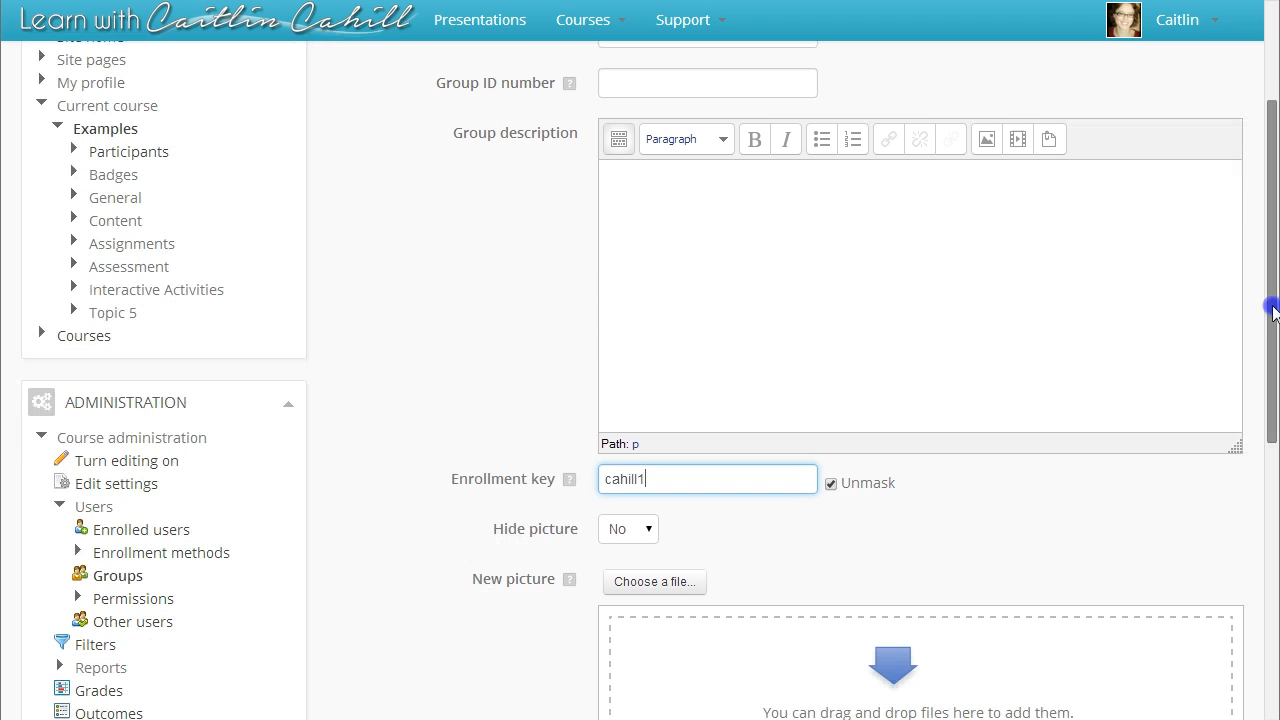 Learn with Caitlin Cahill
Presentations Courses Support Caitlin
Site pages
My profile
Current course
Examples
Participants
Badges
General
Content
Assignments
Assessment
Interactive Activities
Topic 5
Courses
ADMINISTRATION
Course administration
Turn editing on
Edit settings
Users
Enrolled users
Enrollment methods
Groups
Permissions
Other users
Filters
Reports
Grades
Outcomes
Group ID number ?
Group description
Paragraph B I
Path: p
Enrollment key ? cahill1 Unmask
Hide picture No
New picture ? Choose a file...
You can drag and drop files here to add them.